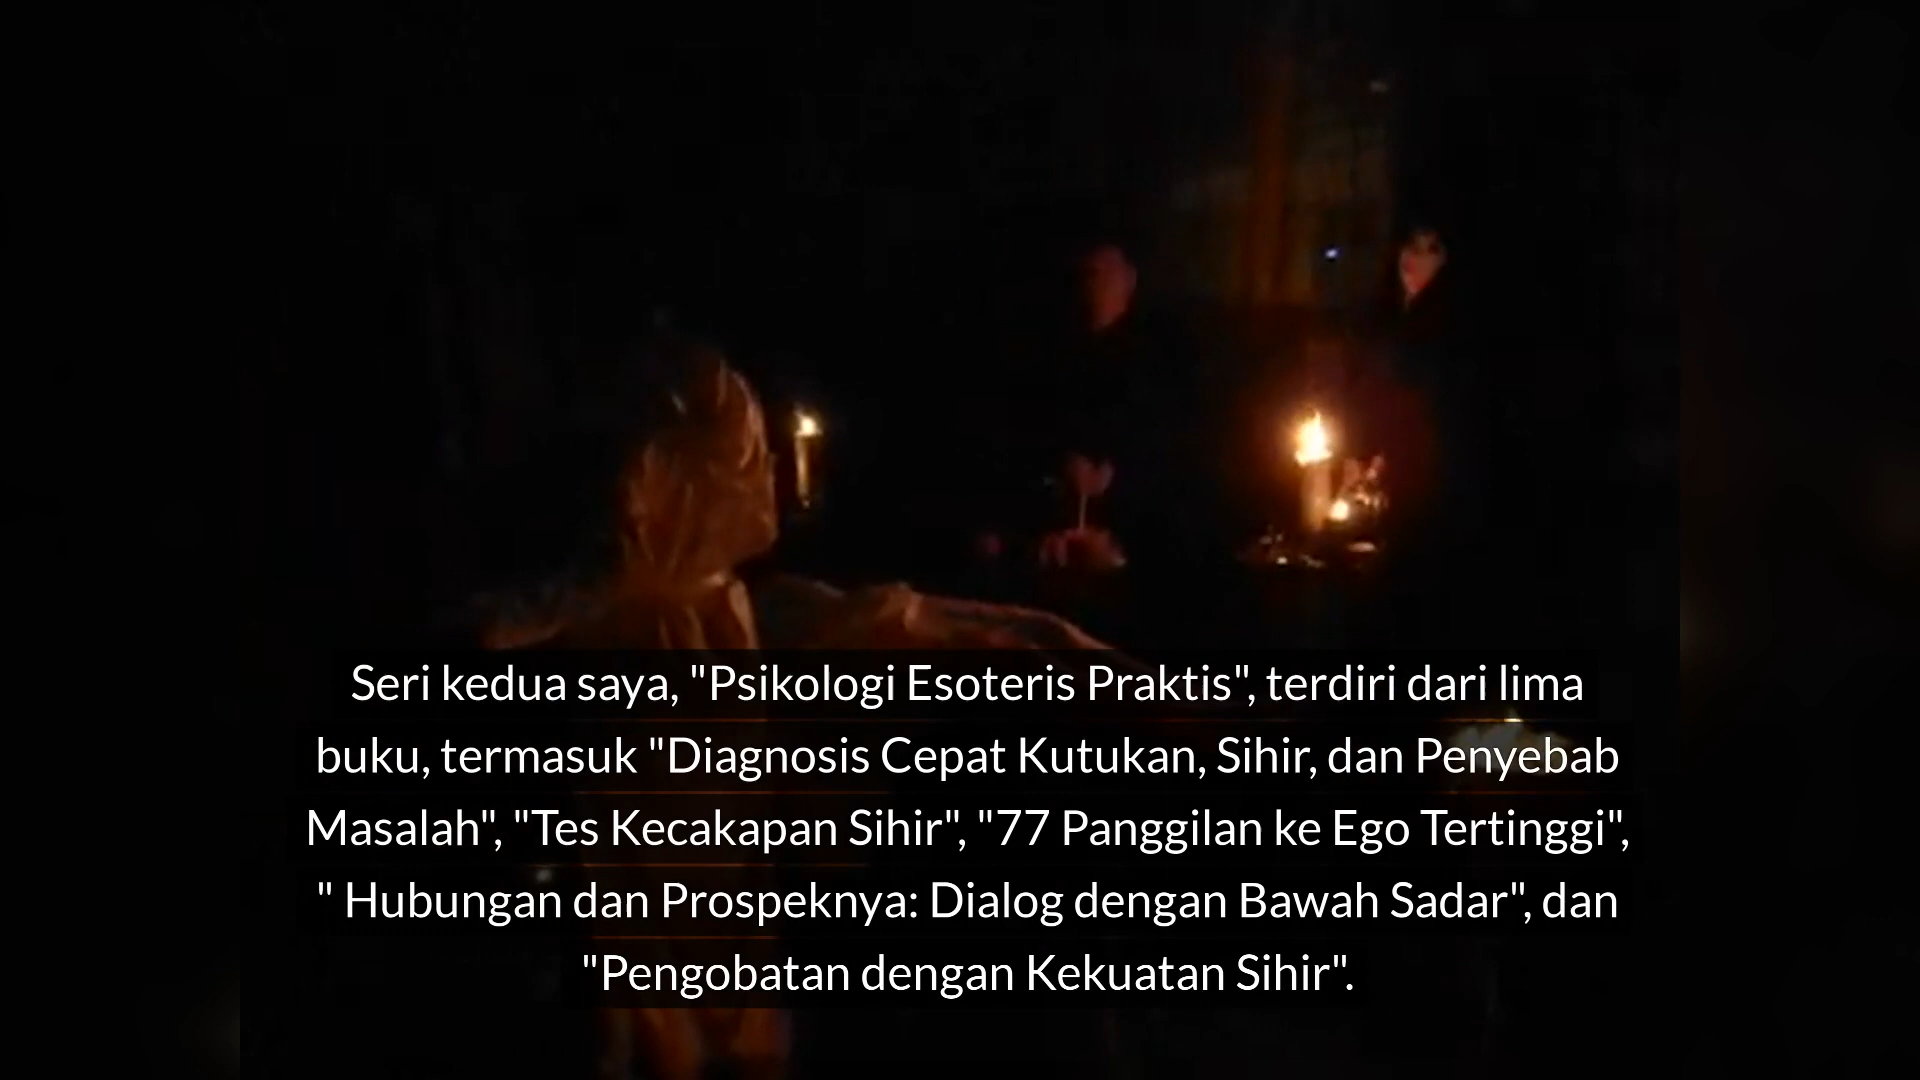 Seri kedua saya, "Psikologi Esoteris Praktis", terdiri dari lima
buku, termasuk "Diagnosis Cepat Kutukan, Sihir, dan Penyebab
Masalah", "Tes Kecakapan Sihir", "77 Panggilan ke Ego Tertinggi",
" Hubungan dan Prospeknya: Dialog dengan Bawah Sadar", dan
"Pengobatan dengan Kekuatan Sihir".